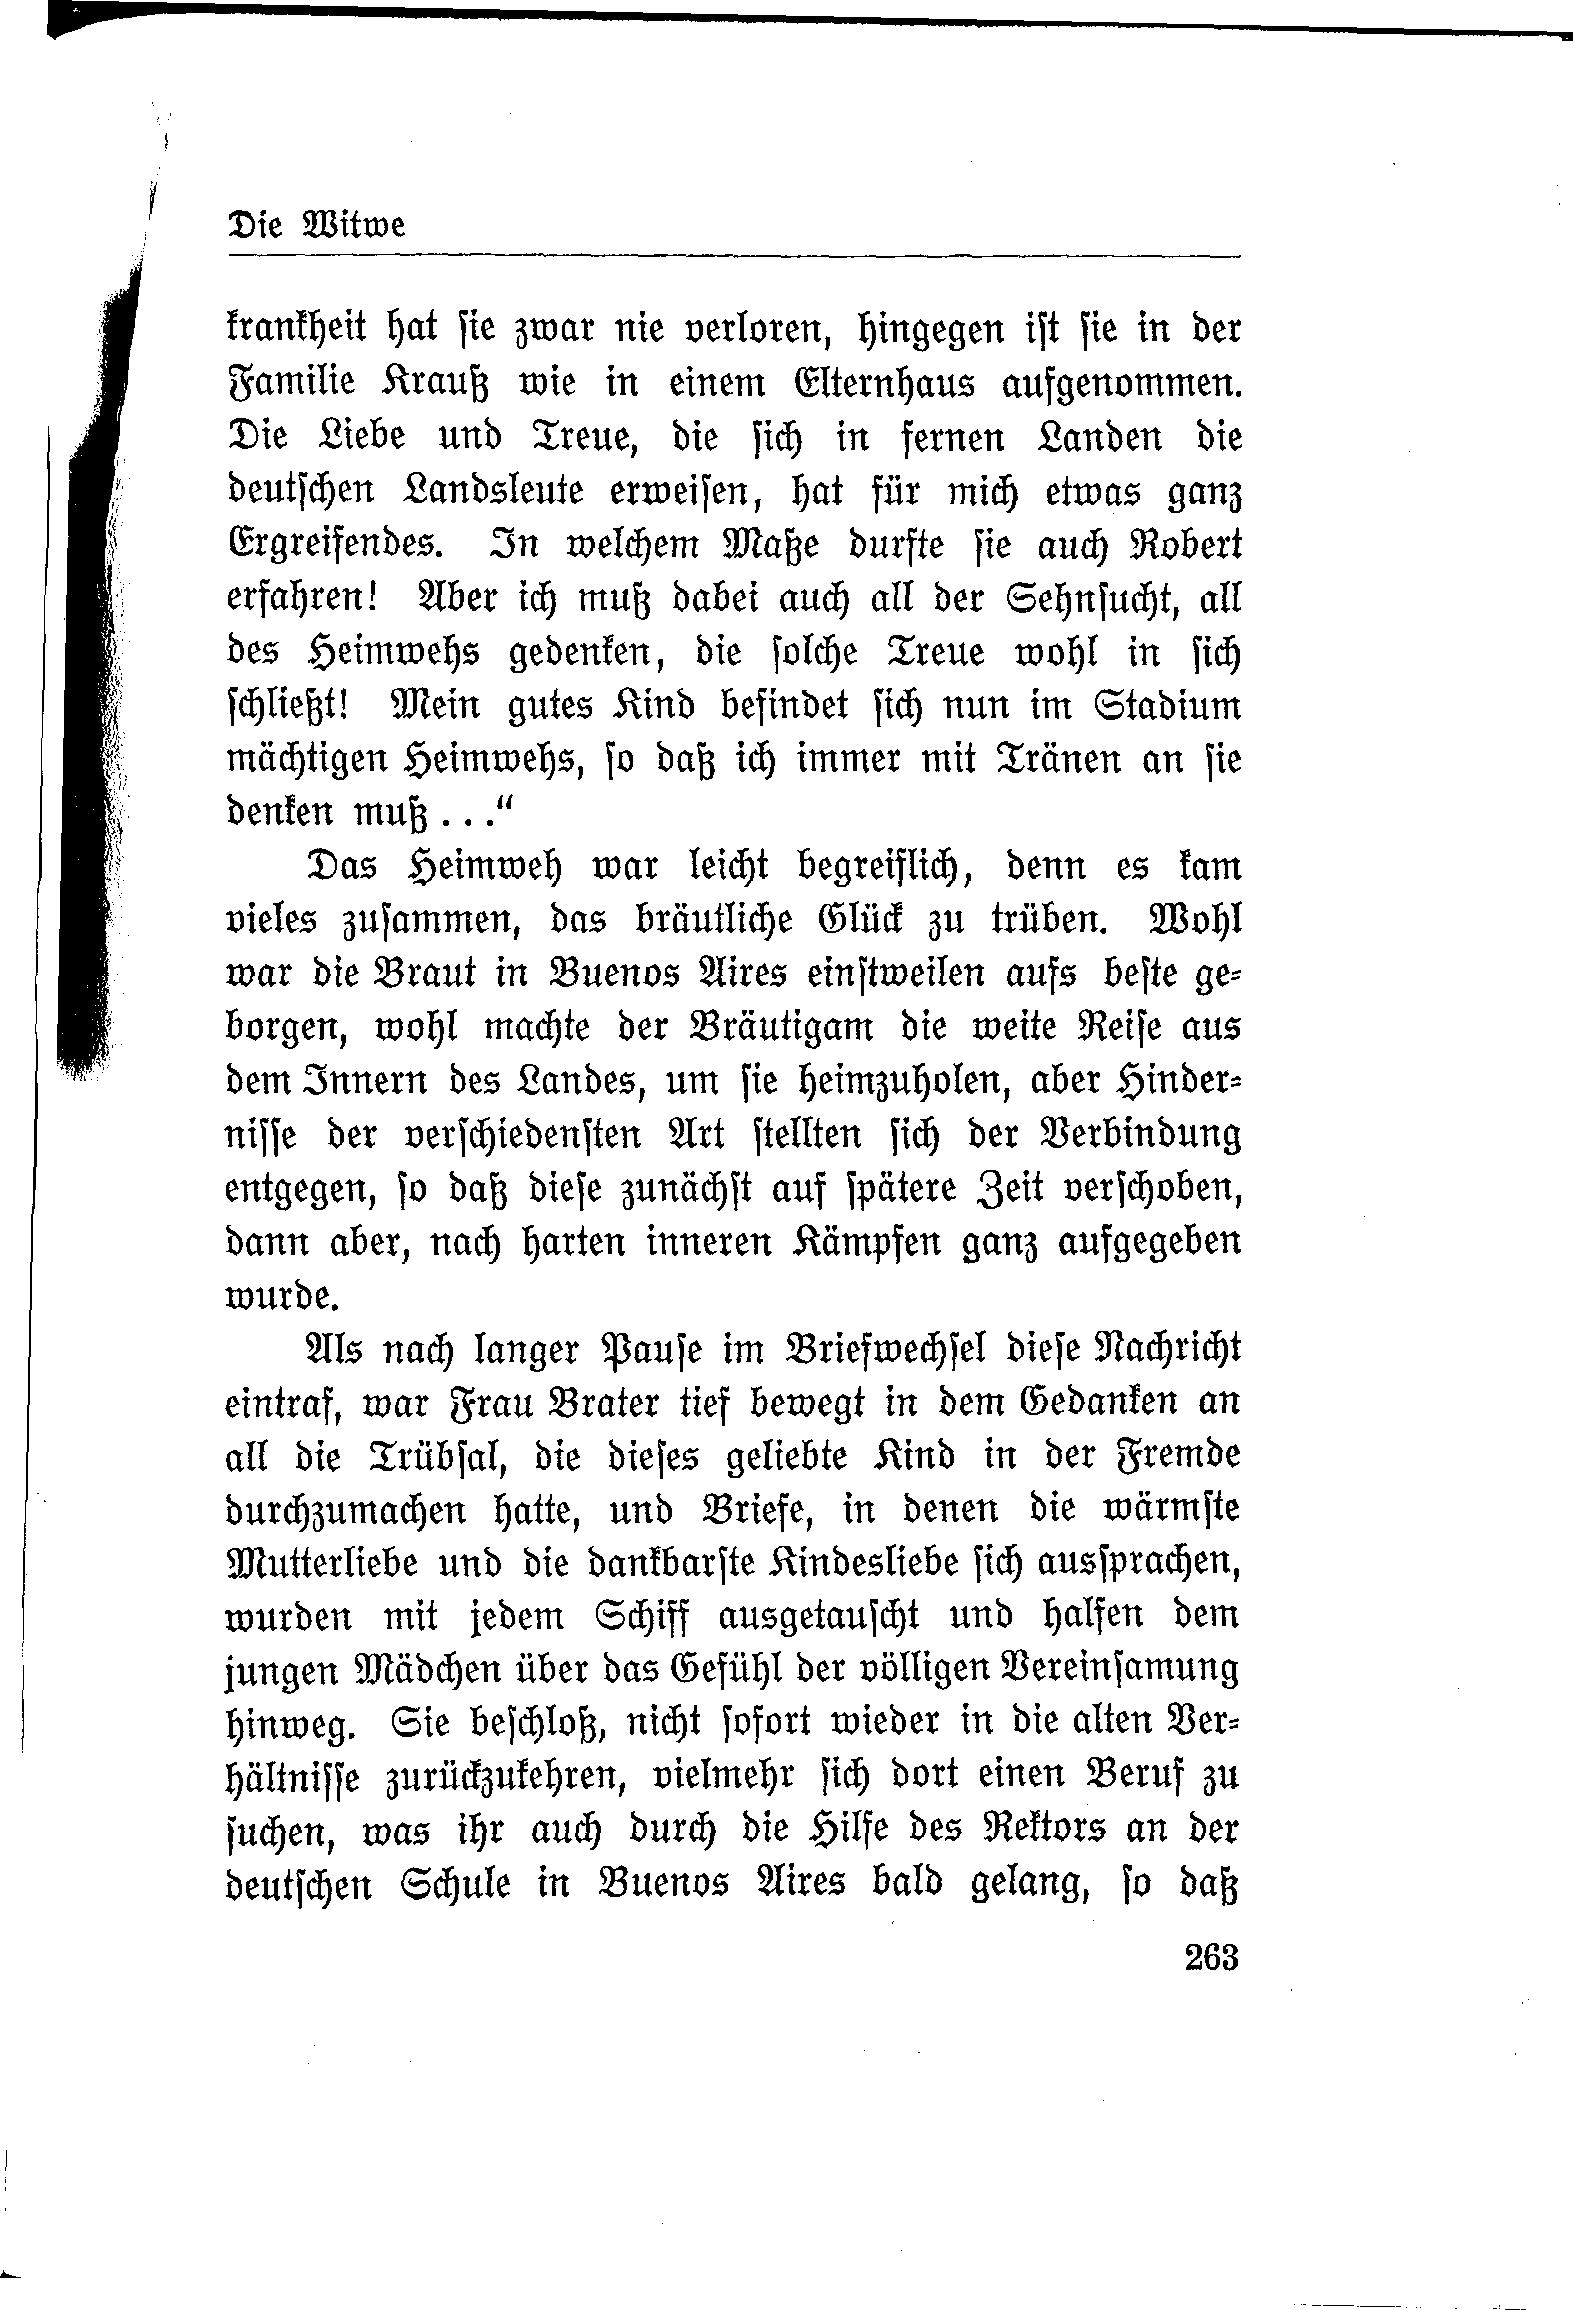 Die Witwe
krankheit hat sie zwar nie verloren, hingegen ist sie in der
Familie Krauß wie in einem Elternhaus aufgenommen.
Die Liebe und Treue, die sich in fernen Landen die
deutschen Landsleute erweisen, hat für mich etwas ganz
Ergreifendes. In welchem Maße durfte sie auch Robert
erfahren! Aber ich muß dabei auch all der Sehnsucht, all
des Heimwehs gedenken, die solche Treue wohl in sich
schließt! Mein gutes Kind befindet sich nun im Stadium
mächtigen Heimwehs, so daß ich immer mit Tränen an sie
denken muß . . .“
Das Heimweh war leicht begreiflich, denn es kam
vieles zusammen, das bräutliche Glück zu trüben. Wohl
war die Braut in Buenos Aires einstweilen aufs beste ge-
borgen, wohl machte der Bräutigam die weite Reise aus
dem Innern des Landes, um sie heimzuholen, aber Hinder-
nisse der verschiedensten Art stellten sich der Verbindung
entgegen, so daß diese zunächst auf spätere Zeit verschoben,
dann aber, nach harten inneren Kämpfen ganz aufgegeben
wurde.
Als nach langer Pause im Briefwechsel diese Nachricht
eintraf, war Frau Brater tief bewegt in dem Gedanken an
all die Trübsal, die dieses geliebte Kind in der Fremde
durchzumachen hatte, und Briefe, in denen die wärmste
Mutterliebe und die dankbarste Kindesliebe sich aussprachen,
wurden mit jedem Schiff ausgetauscht und halfen dem
jungen Mädchen über das Gefühl der völligen Vereinsamung
hinweg. Sie beschloß, nicht sofort wieder in die alten Ver-
hältnisse zurückzukehren, vielmehr sich dort einen Beruf zu
suchen, was ihr auch durch die Hilfe des Rektors an der
deutschen Schule in Buenos Aires bald gelang, so daß
263